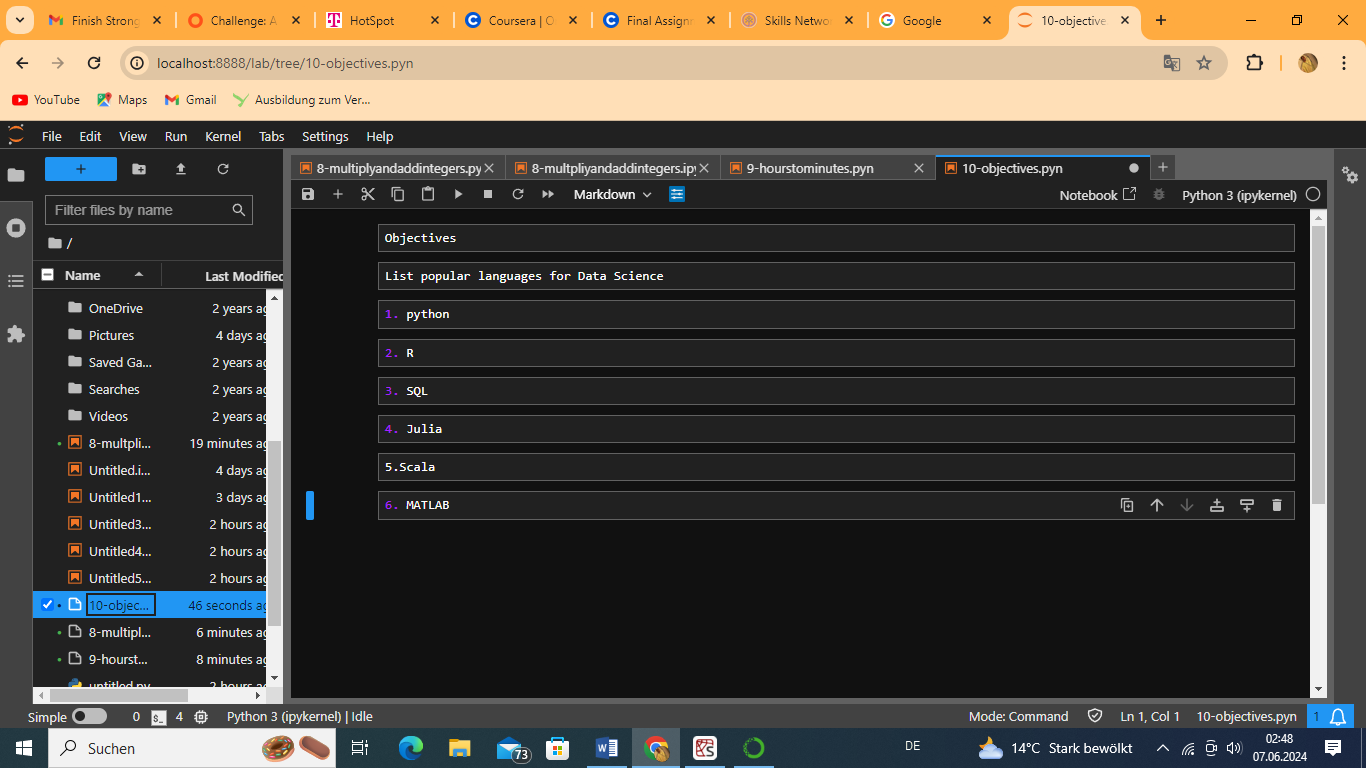 Finish Strong
Challenge: A
HotSpot
Coursera | O
Final Assignr
Skills Netwo
Google
10-objective
localhost:8888/lab/tree/10-objectives.pyn
YouTube
Maps
Gmail
Ausbildung zum Ver...
File Edit View Run Kernel Tabs Settings Help
8-multiplyandaddintegers.py
8-multpliyandaddintegers.ipy
9-hourstominutes.pyn
10-objectives.pyn
Filter files by name
Markdown
Notebook
Python 3 (ipykernel)
/
Name Last Modified
OneDrive 2 years ag
Pictures 4 days ag
Saved Ga... 2 years ag
Searches 2 years ag
Videos 2 years ag
8-multpli... 19 minutes ag
Untitled.i... 4 days ag
Untitled1... 3 days ag
Untitled3... 2 hours ag
Untitled4... 2 hours ag
Untitled5... 2 hours ag
10-objec... 46 seconds ag
8-multipl... 6 minutes ag
9-hourst... 8 minutes ag
untitled.py 2 hours ag
Objectives
List popular languages for Data Science
1. python
2. R
3. SQL
4. Julia
5.Scala
6. MATLAB
Simple 0 4 Python 3 (ipykernel) | Idle
Mode: Command Ln 1, Col 1 10-objectives.pyn 1
Suchen
73
DE
14°C Stark bewölkt
02:48
07.06.2024